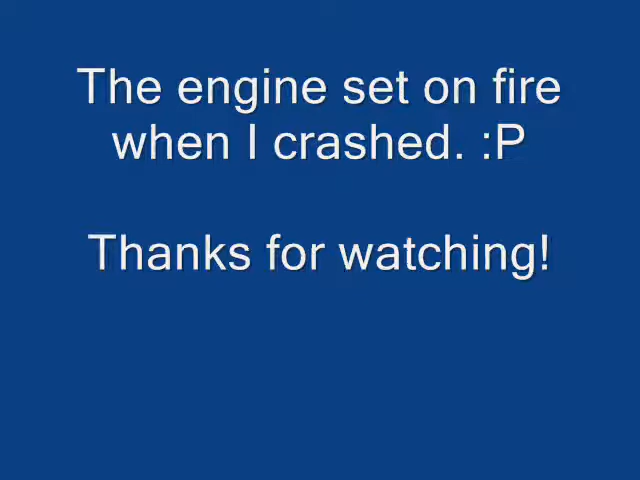 The engine set on fire
when I crashed. :P
Thanks for watching!